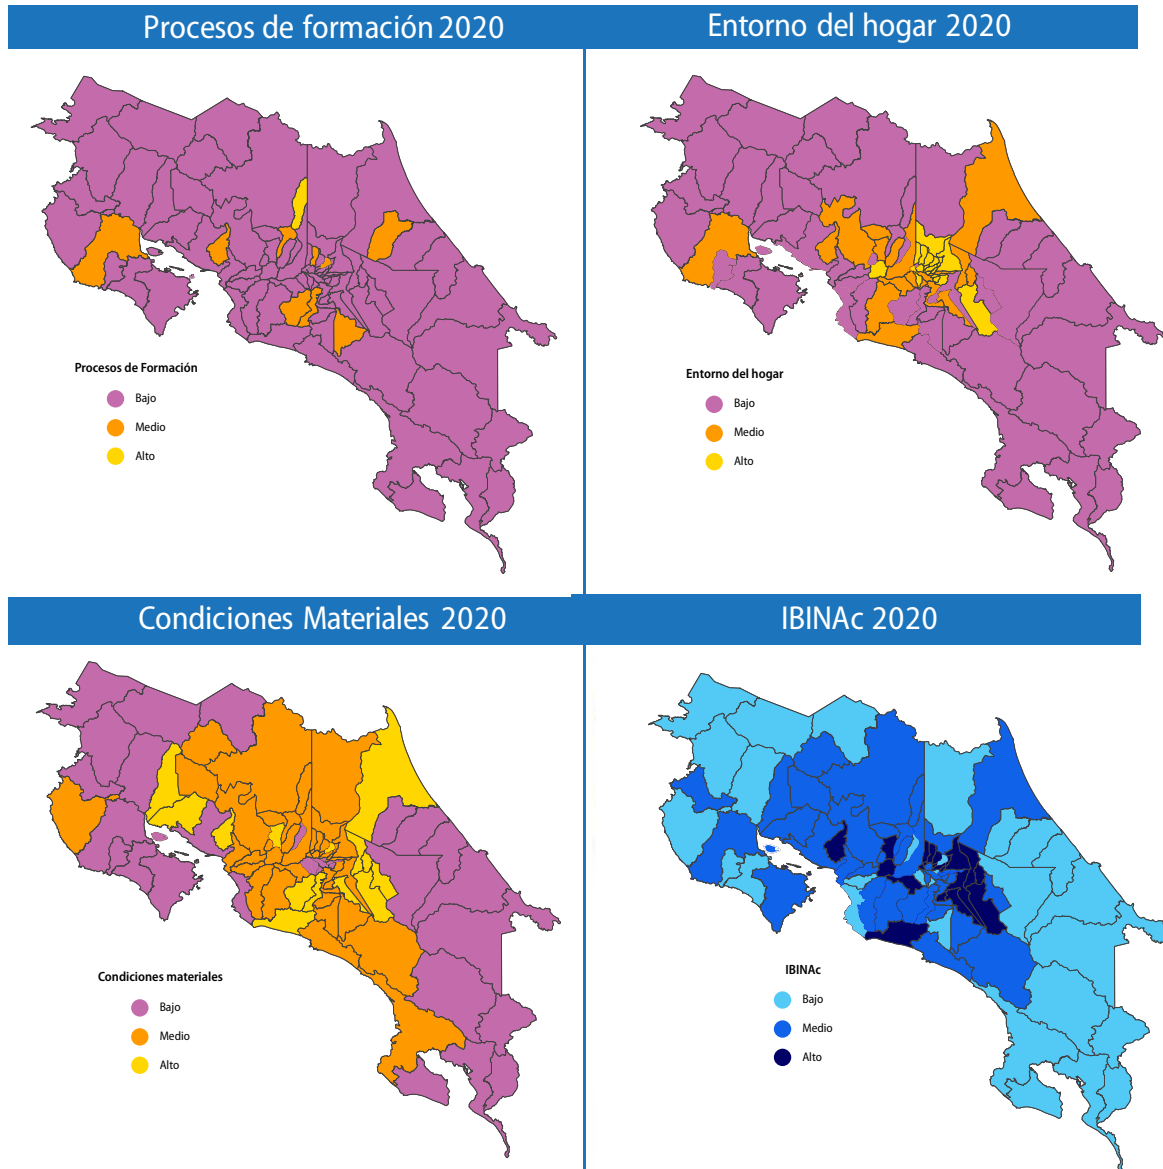 Procesos de formación 2020
Entorno del hogar 2020
Procesos de Formación
Bajo
Medio
Alto
Entorno del hogar
Bajo
Medio
Alto
Condiciones Materiales 2020
IBINAc 2020
Condiciones materiales
Bajo
Medio
Alto
IBINAc
Bajo
Medio
Alto